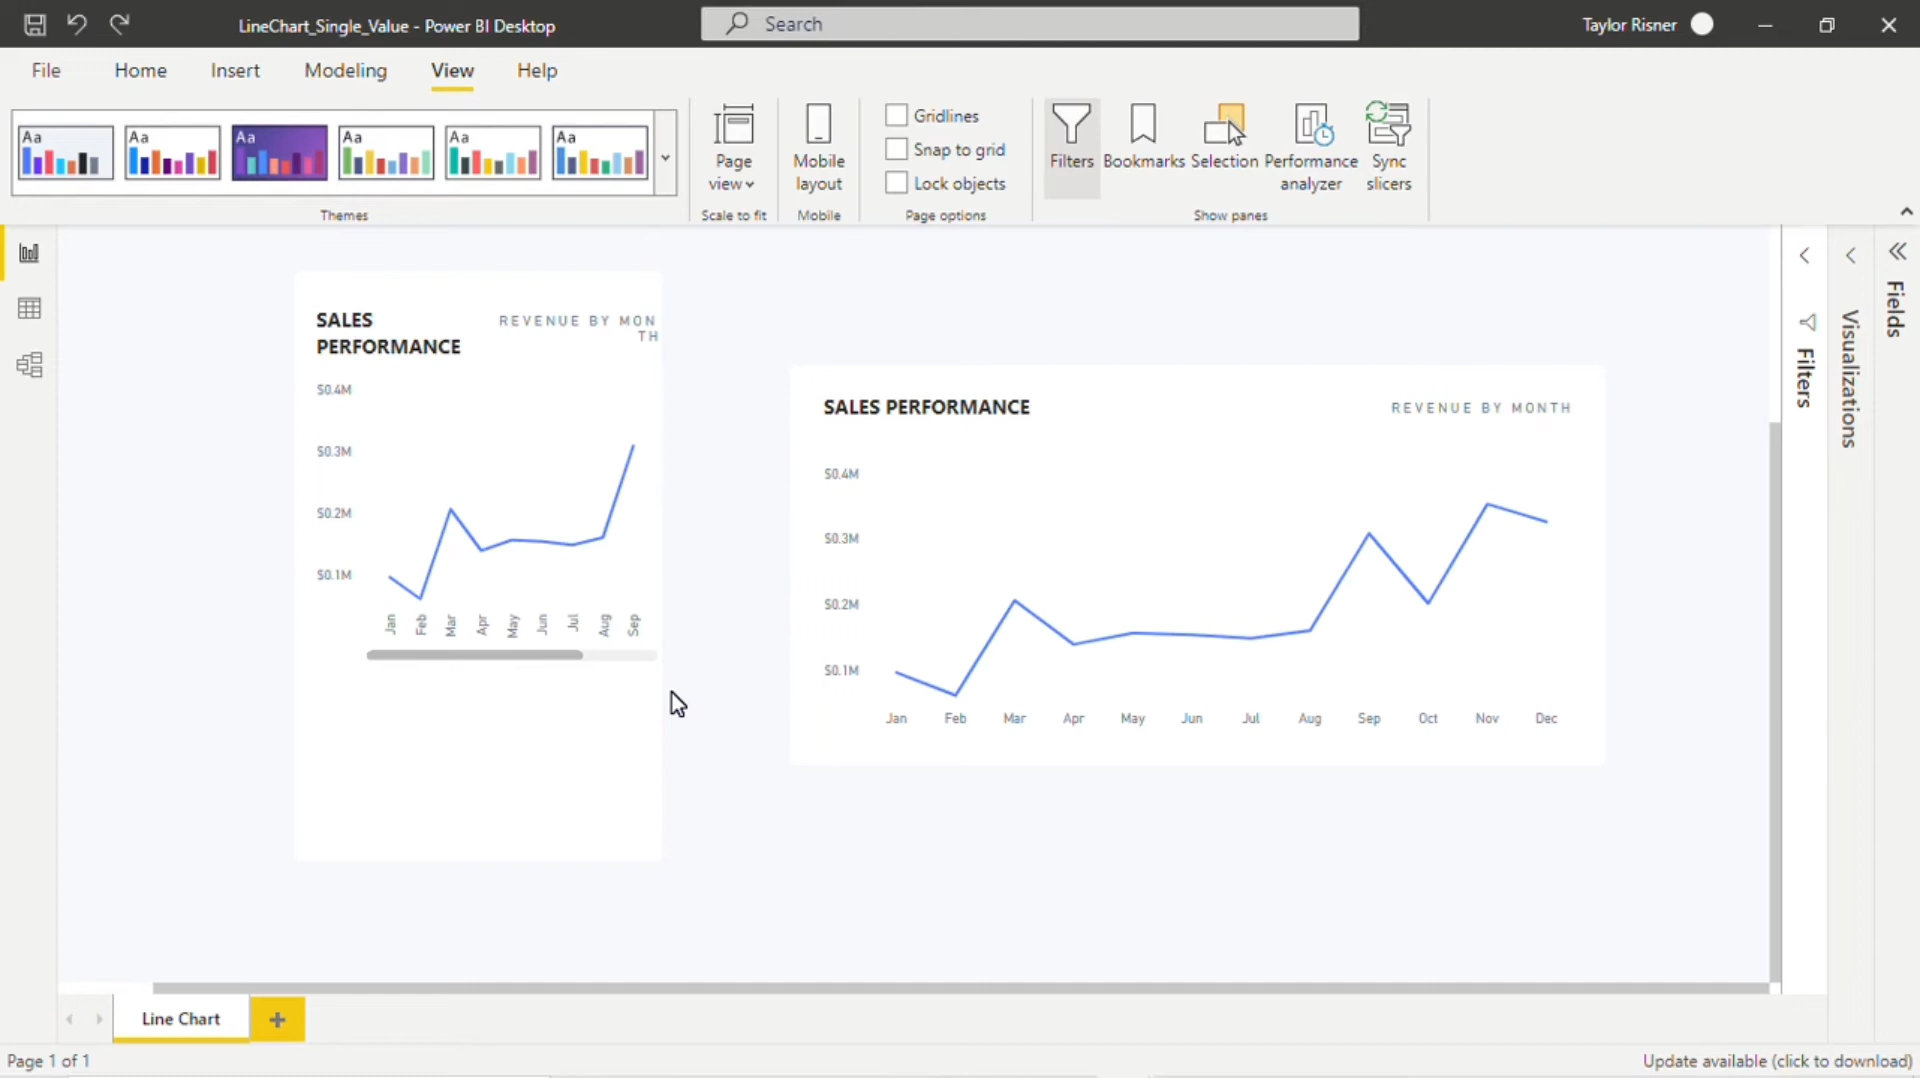 LineChart_Single_Value - Power BI Desktop
Search
Taylor Risner
File Home Insert Modeling View Help
Aa Aa Aa Aa Aa Aa
Themes
Page
view
Scale to fit
Mobile
layout
Mobile
Gridlines
Snap to grid
Lock objects
Page options
Filters
Bookmarks
Selection
Performance
analyzer
Sync
slicers
Show panes
SALES
PERFORMANCE
REVENUE BY MON
TH
$0.4M
$0.3M
$0.2M
$0.1M
Jan Feb Mar Apr May Jun Jul Aug Sep
SALES PERFORMANCE
REVENUE BY MONTH
$0.4M
$0.3M
$0.2M
$0.1M
Jan Feb Mar Apr May Jun Jul Aug Sep Oct Nov Dec
Filters
Visualizations
Fields
Line Chart
Page 1 of 1
Update available (click to download)